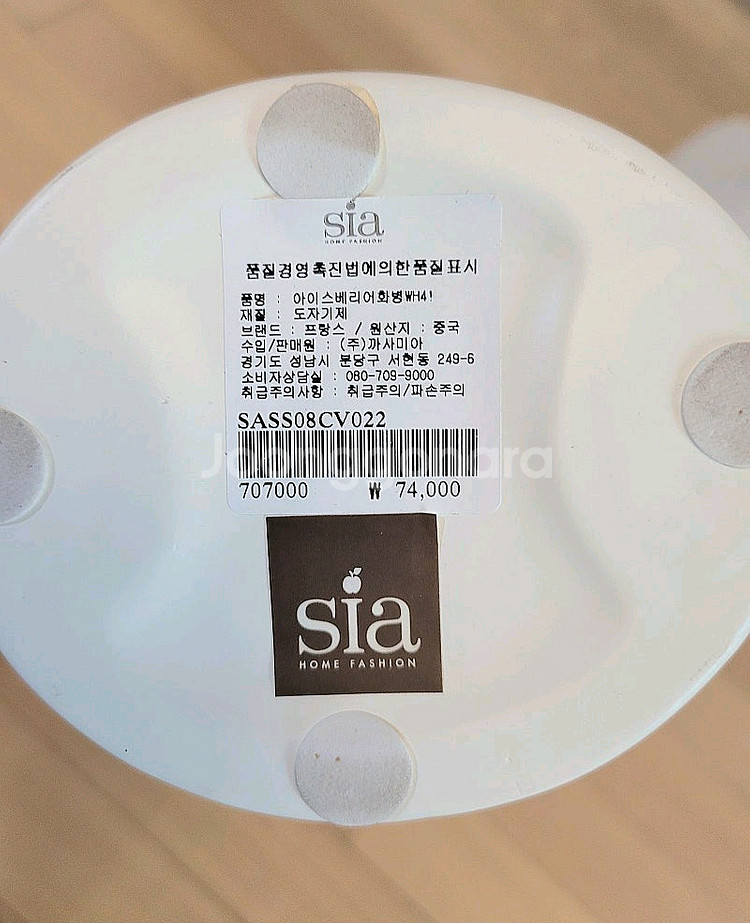 sia
HOME FASHION
품질경영촉진법에의한품질표시
품명 : 아이스베리어화병WH4!
재질 : 도자기제
브랜드 : 프랑스 / 원산지 : 중국
수입/판매원 : (주)까사미아
경기도 성남시 분당구 서현동 249-6
소비자상담실 : 080-709-9000
취급주의사항 : 취급주의/파손주의
SASS08CV022
Joonggonara
707000 ₩ 74,000
sia
HOME FASHION